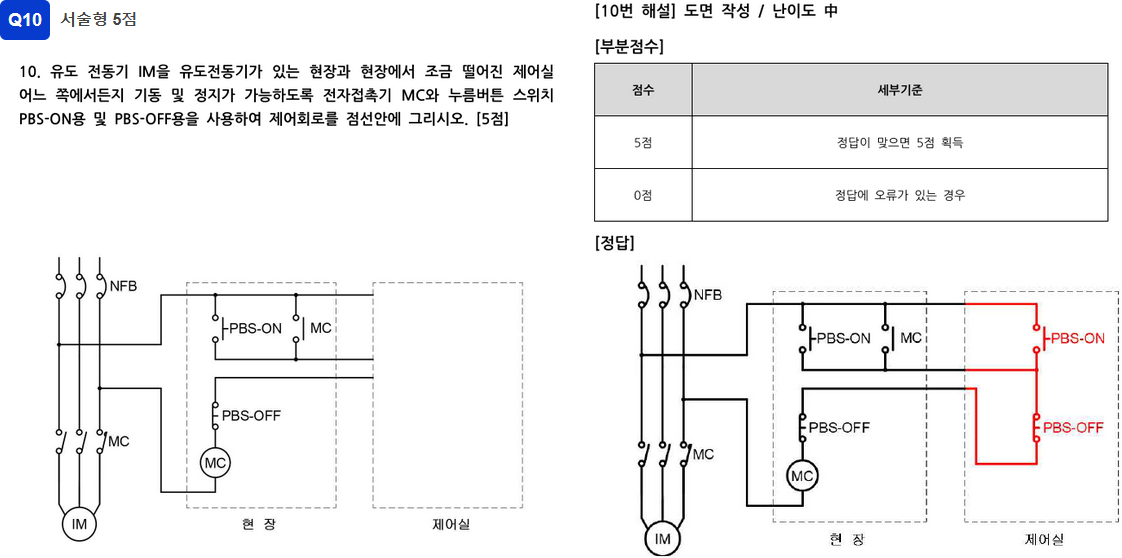 Q10 서술형 5점
10. 유도 전동기 IM을 유도전동기가 있는 현장과 현장에서 조금 떨어진 제어실
어느 쪽에서든지 기동 및 정지가 가능하도록 전자접촉기 MC와 누름버튼 스위치
PBS-ON용 및 PBS-OFF용을 사용하여 제어회로를 점선안에 그리시오. [5점]
NFB
PBS-ON
MC
PBS-OFF
MC
MC
IM
현 장
제어실
[10번 해설] 도면 작성 / 난이도 中
[부분점수]
점수 세부기준
5점 정답이 맞으면 5점 획득
0점 정답에 오류가 있는 경우
[정답]
NFB
PBS-ON
MC
PBS-ON
PBS-OFF
PBS-OFF
MC
MC
IM
현 장
제어실